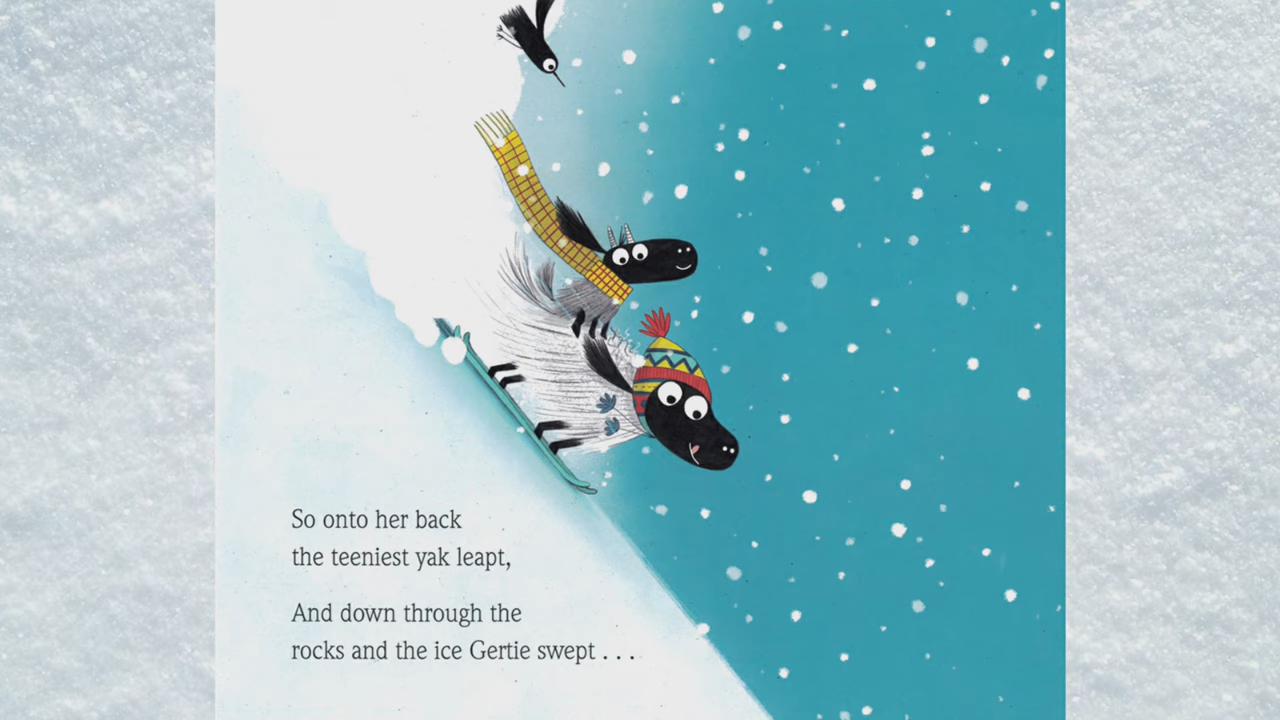 So onto her back
the teeniest yak leapt,
And down through the
rocks and the ice Gertie swept . . .